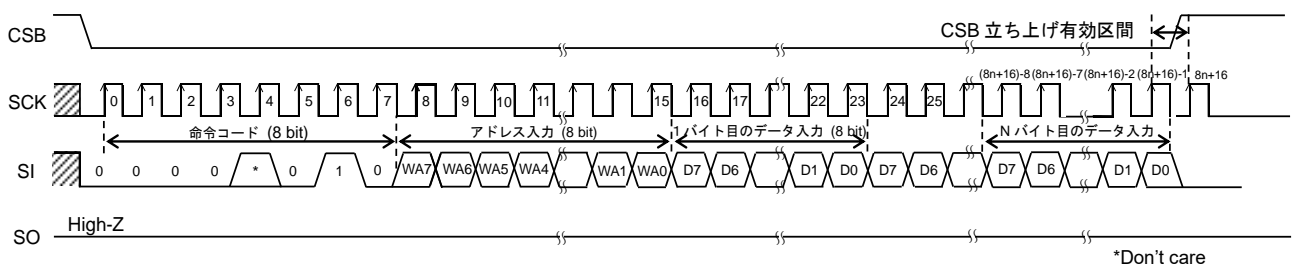 CSB
CSB 立ち上げ有効区間
SCK
0 1 2 3 4 5 6 7 8 9 10 11 15 16 17 22 23 24 25 (8n+16)-8 (8n+16)-7 (8n+16)-2 (8n+16)-1 8n+16
命令コード (8 bit) アドレス入力 (8 bit) 1 バイト目のデータ入力 (8 bit) N バイト目のデータ入力
SI
0 0 0 0 * 0 1 0 WA7 WA6 WA5 WA4 WA1 WA0 D7 D6 D1 D0 D7 D6 D7 D6 D1 D0
High-Z
SO
*Don't care